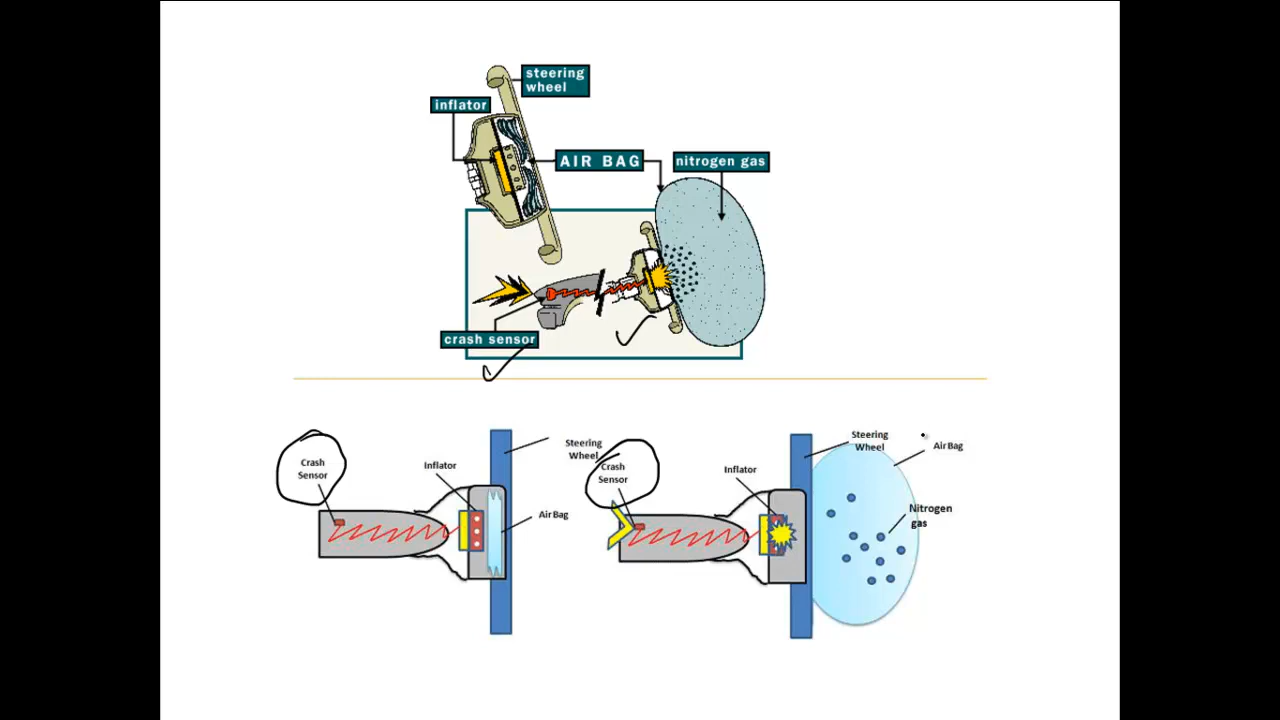 steering
wheel
inflator
AIR BAG
nitrogen gas
crash sensor
Crash
Sensor
Inflator
Steering
Wheel
Air Bag
Crash
Sensor
Inflator
Steering
Wheel
Air Bag
Nitrogen
gas